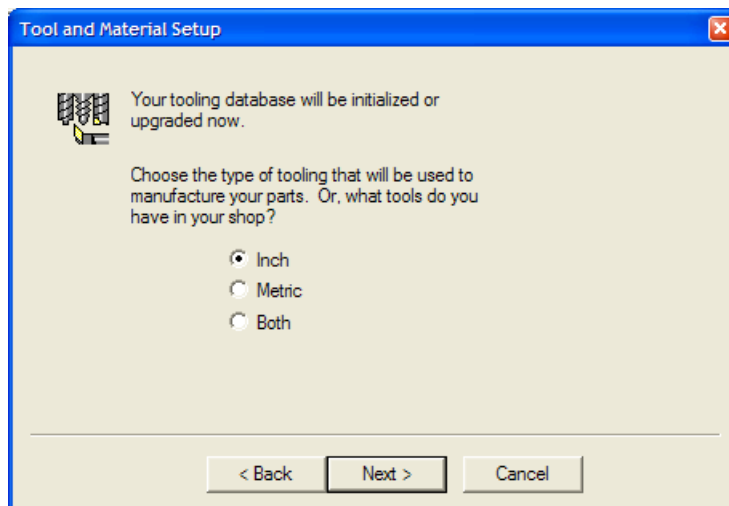 Tool and Material Setup
Your tooling database will be initialized or
upgraded now.
Choose the type of tooling that will be used to
manufacture your parts.  Or, what tools do you
have in your shop?
Inch
Metric
Both
< Back
Next >
Cancel